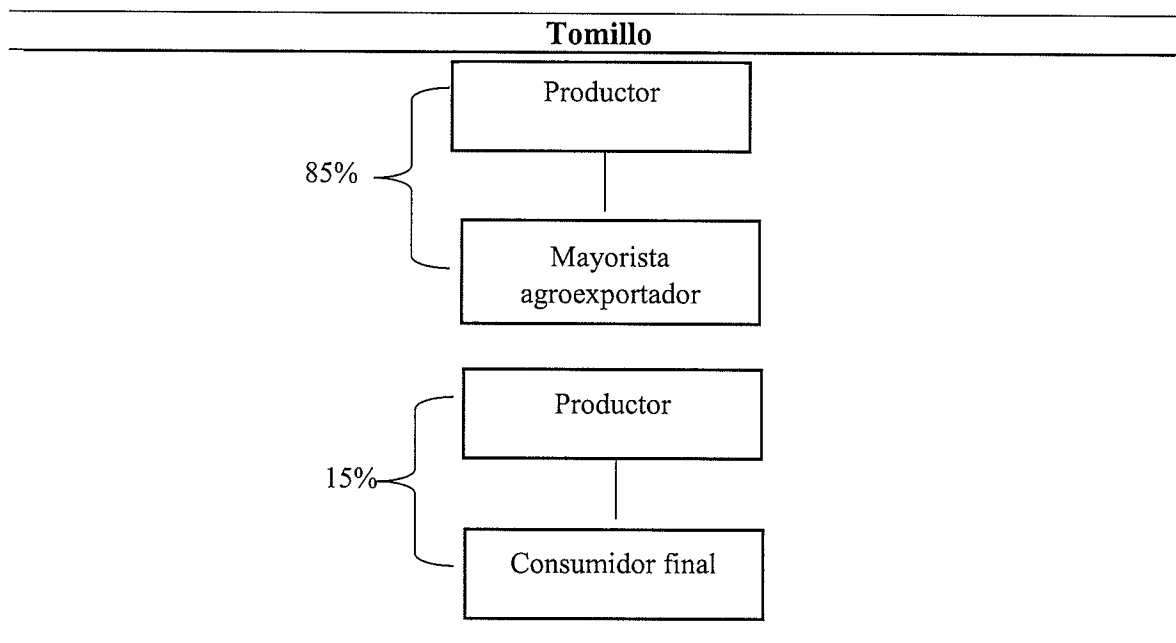 Tomillo
Productor
85%
Mayorista
agroexportador
Productor
15%
Consumidor final